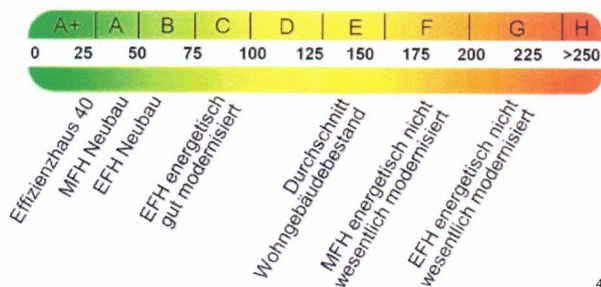 A+ A B C D E F G H
0 25 50 75 100 125 150 175 200 225 >250
Effizienzhaus 40
MFH Neubau
EFH Neubau
EFH energetisch
gut modernisiert
Durchschnitt
Wohngebäudebestand
MFH energetisch nicht
wesentlich modernisiert
EFH energetisch nicht
wesentlich modernisiert
4